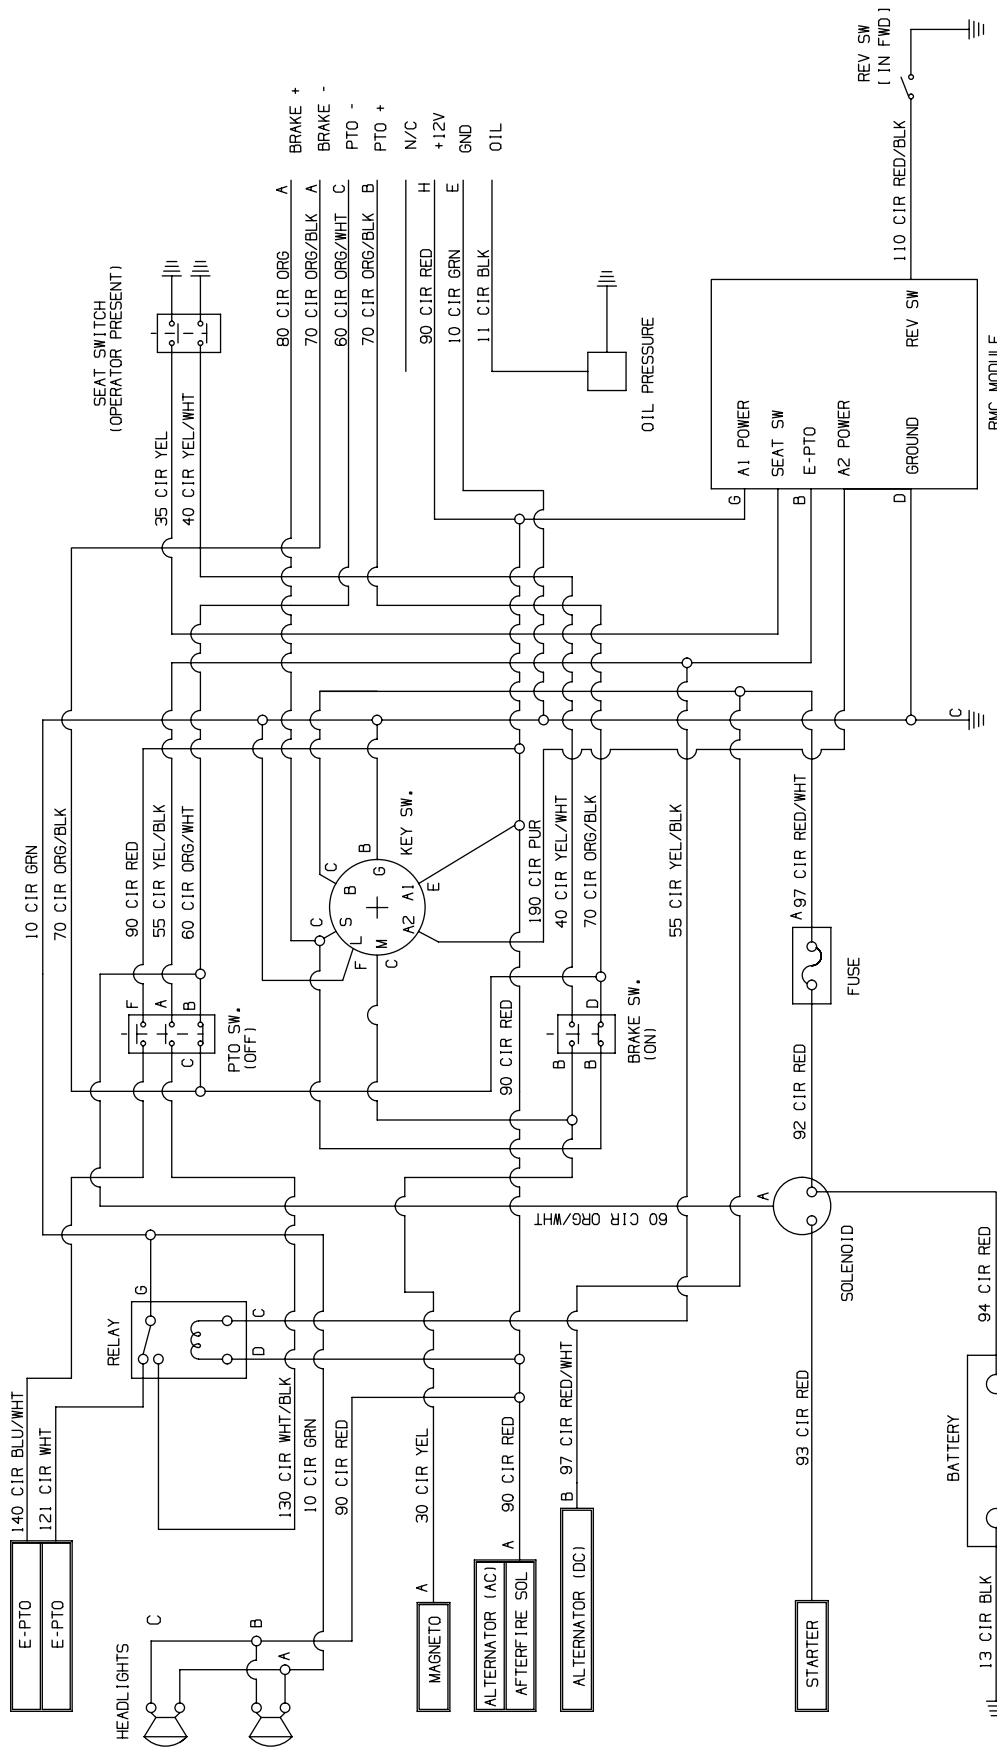 E-PTO
E-PTO
140 CIR BLU/WHT
121 CIR WHT
HEADLIGHTS
C
B
A
RELAY
G
C
D
130 CIR WHT/BLK
10 CIR GRN
90 CIR RED
10 CIR GRN
70 CIR ORG/BLK
90 CIR RED
55 CIR YEL/BLK
60 CIR ORG/WHT
F
A
B
C
PTO SW.
(OFF)
SEAT SWITCH
(OPERATOR PRESENT)
35 CIR YEL
40 CIR YEL/WHT
80 CIR ORG
A
BRAKE +
70 CIR ORG/BLK
A
BRAKE -
60 CIR ORG/WHT
C
PTO -
70 CIR ORG/BLK
B
PTO +
N/C
90 CIR RED
H
+12V
10 CIR GRN
E
GND
11 CIR BLK
OIL
OIL PRESSURE
KEY SW.
C
C
B
F
C
E
B
S
L
M
G
A2
A1
MAGNETO
A
30 CIR YEL
ALTERNATOR (AC)
AFTERFIRE SOL
A
90 CIR RED
90 CIR RED
190 CIR PUR
40 CIR YEL/WHT
70 CIR ORG/BLK
B
B
D
BRAKE SW.
(ON)
ALTERNATOR (DC)
B
97 CIR RED/WHT
60 CIR ORG/WHT
55 CIR YEL/BLK
A
SOLENOID
STARTER
93 CIR RED
92 CIR RED
FUSE
A
97 CIR RED/WHT
G
A1 POWER
SEAT SW
B
E-PTO
A2 POWER
D
GROUND
REV SW
RMC MODULE
110 CIR RED/BLK
REV SW
[IN FWD]
C
BATTERY
94 CIR RED
13 CIR BLK